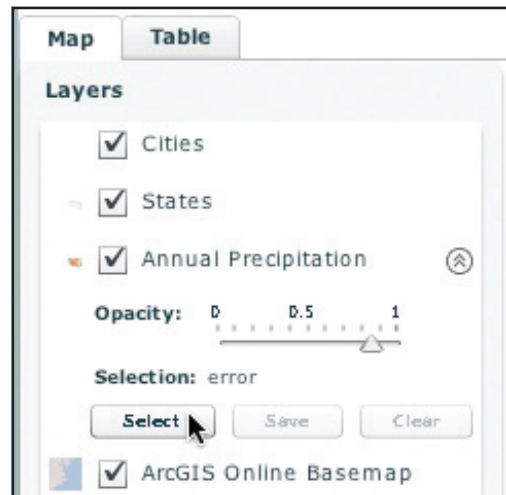 Map Table
Layers
Cities
States
Annual Precipitation
Opacity: 0 0.5 1
Selection: error
Select Save Clear
ArcGIS Online Basemap